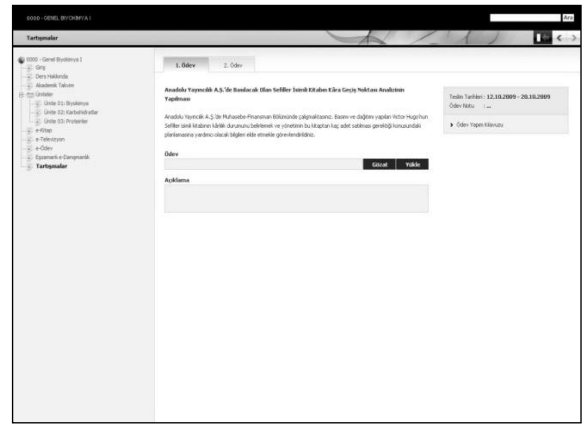 0000 - GENEL BİYOKİMYA I
Ara
Tartışmalar
0000 - Genel Biyokimya I
Giriş
Ders Hakkında
Akademik Takvim
Üniteler
Ünite 01: Biyokimya
Ünite 02: Karbohidratlar
Ünite 03: Proteinler
e-Kitap
e-Televizyon
e-Ödev
Eşzamanlı e-Danışmanlık
Tartışmalar
1. Ödev
2. Ödev
Anadolu Yayıncılık A.Ş.'de Basılacak Olan Sefiller İsimli Kitabın Kâra Geçiş Noktası Analizinin
Yapılması
Anadolu Yayıncılık A.Ş.'de Muhasebe-Finansman Bölümünde çalışmaktasınız. Basımı ve dağıtımı yapılan Victor Hugo'nun
Sefiller isimli kitabının kârlılık durumunu belirlemek ve yönetimin bu kitaptan kaç adet satılması gerektiği konusundaki
planlamasına yardımcı olacak bilgileri elde etmekle görevlendirildiniz.
Ödev
Gözat
Yükle
Açıklama
Teslim Tarihleri : 12.10.2009 - 20.10.2009
Ödev Notu : ...
Ödev Yapım Kılavuzu